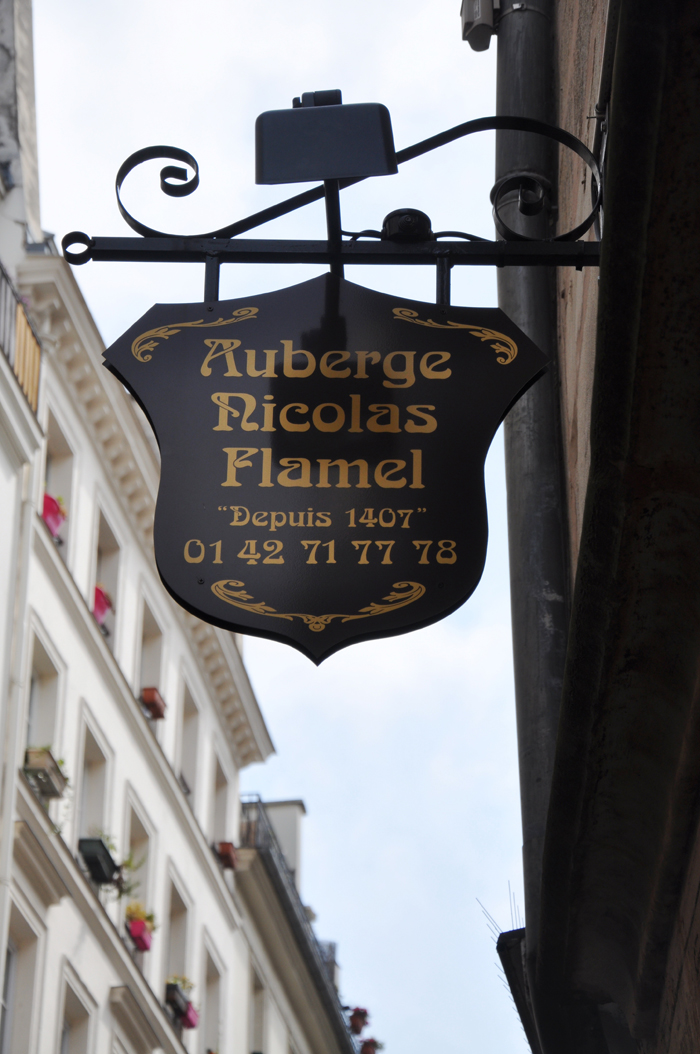 Auberge
Nicolas
Flamel
“Depuis 1407”
01 42 71 77 78